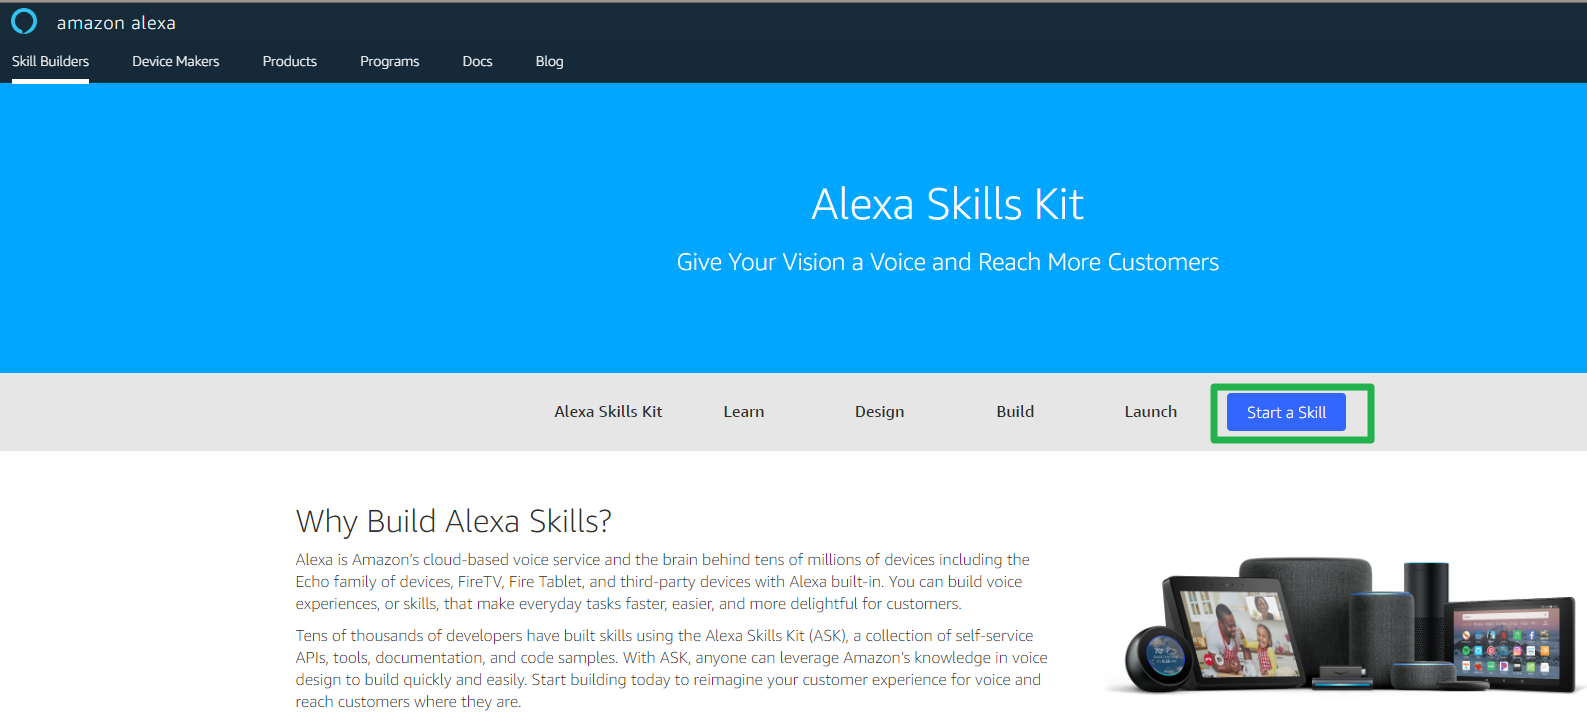 amazon alexa
Skill Builders Device Makers Products Programs Docs Blog
Alexa Skills Kit
Give Your Vision a Voice and Reach More Customers
Alexa Skills Kit Learn Design Build Launch Start a Skill
Why Build Alexa Skills?
Alexa is Amazon’s cloud-based voice service and the brain behind tens of millions of devices including the
Echo family of devices, FireTV, Fire Tablet, and third-party devices with Alexa built-in. You can build voice
experiences, or skills, that make everyday tasks faster, easier, and more delightful for customers.
Tens of thousands of developers have built skills using the Alexa Skills Kit (ASK), a collection of self-service
APIs, tools, documentation, and code samples. With ASK, anyone can leverage Amazon’s knowledge in voice
design to build quickly and easily. Start building today to reimagine your customer experience for voice and
reach customers where they are.